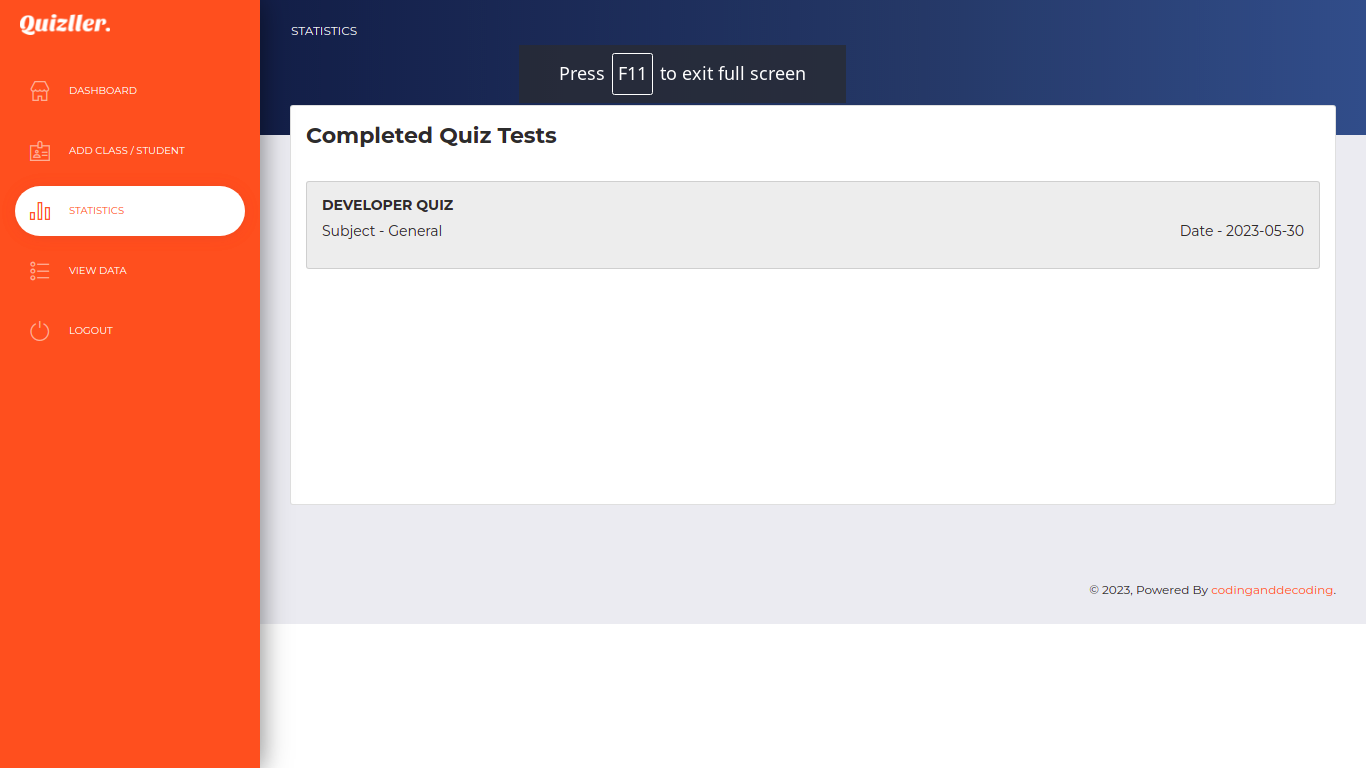 Quizller.
DASHBOARD
ADD CLASS / STUDENT
STATISTICS
VIEW DATA
LOGOUT
STATISTICS
Press F11 to exit full screen
Completed Quiz Tests
DEVELOPER QUIZ
Subject - General Date - 2023-05-30
© 2023, Powered By codinganddecoding.